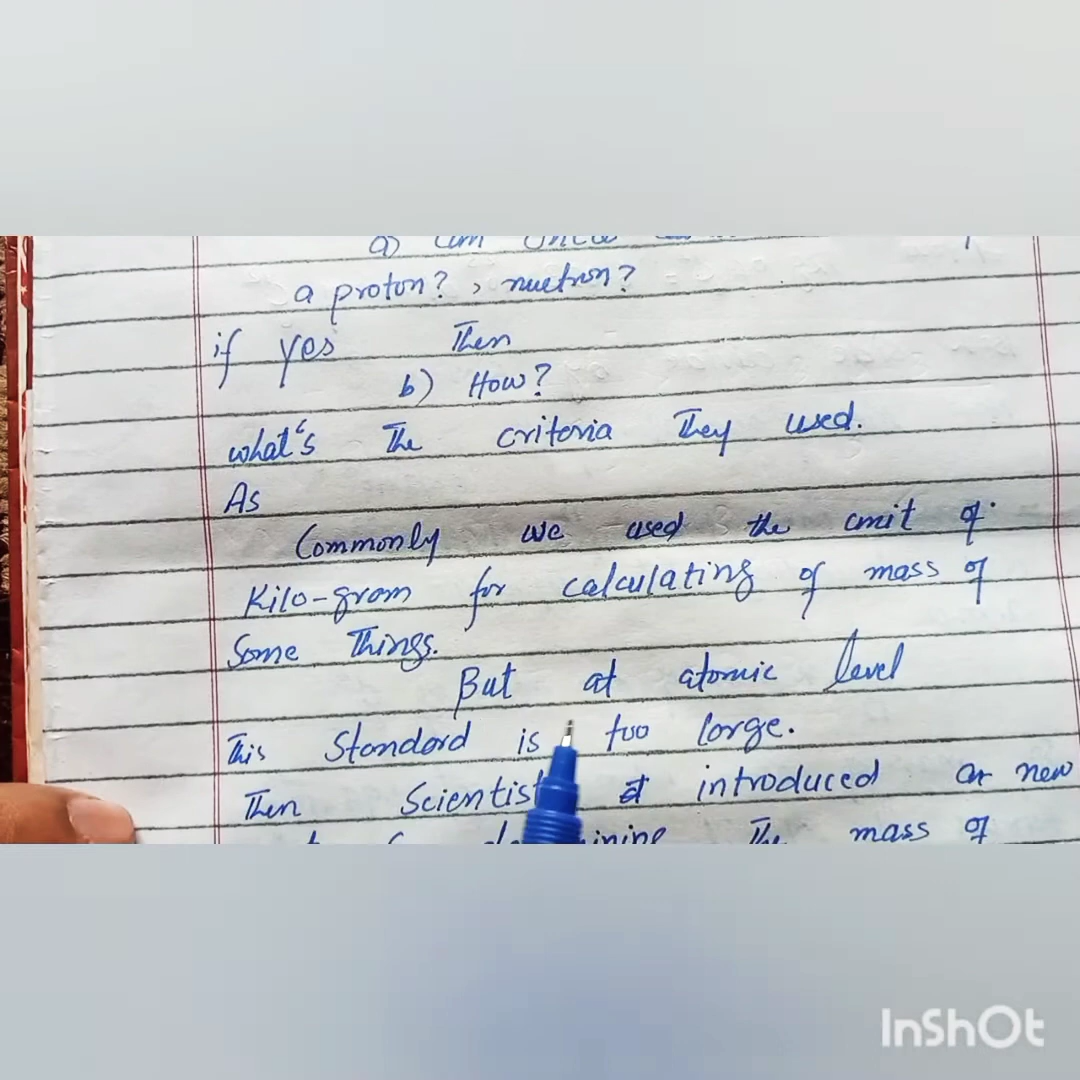 a proton? , nuetron?
if yes Then
b) How?
what's The criteria They used.
As
Commonly we used the unit of
Kilo-gram for calculating of mass of
Some Things.
But at atomic level
This Standard is too large.
Then Scientist introduced a new
mass of
InShOt